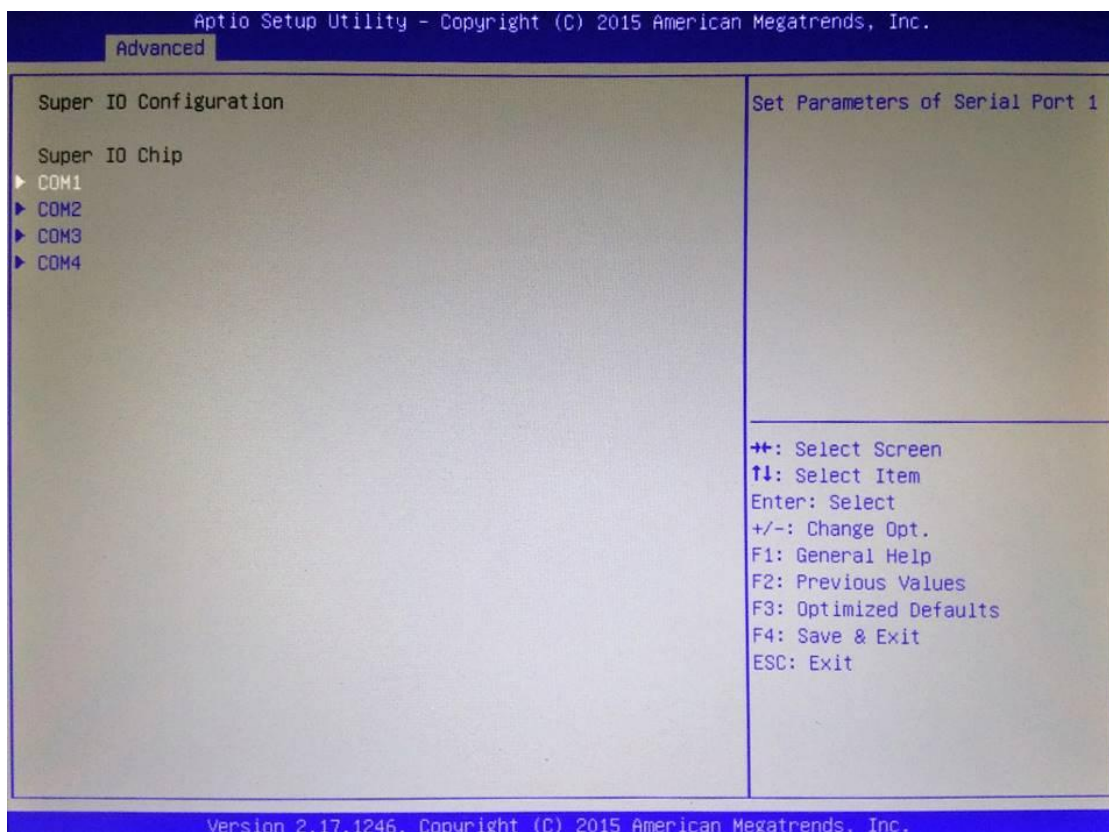 Aptio Setup Utility - Copyright (C) 2015 American Megatrends, Inc.
Advanced
Super IO Configuration
Super IO Chip
COM1
COM2
COM3
COM4
Set Parameters of Serial Port 1
→←: Select Screen
↑↓: Select Item
Enter: Select
+/-: Change Opt.
F1: General Help
F2: Previous Values
F3: Optimized Defaults
F4: Save & Exit
ESC: Exit
Version 2.17.1246. Copyright (C) 2015 American Megatrends, Inc.